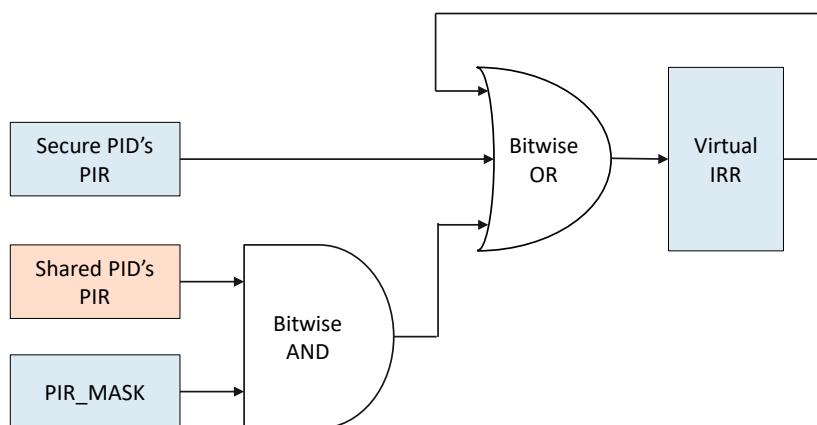 Secure PID's
PIR
Bitwise
OR
Virtual
IRR
Shared PID's
PIR
Bitwise
AND
PIR_MASK